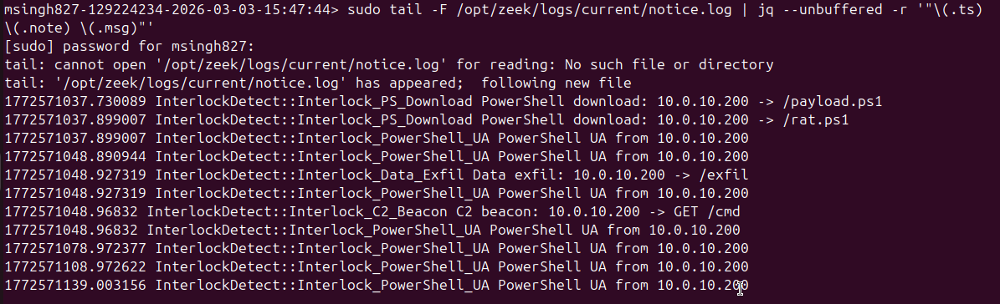 msingh827-129224234-2026-03-03-15:47:44> sudo tail -F /opt/zeek/logs/current/notice.log | jq --unbuffered -r '"\(.ts)
\(.note) \(.msg)"'
[sudo] password for msingh827:
tail: cannot open '/opt/zeek/logs/current/notice.log' for reading: No such file or directory
tail: '/opt/zeek/logs/current/notice.log' has appeared;  following new file
1772571037.730089 InterlockDetect::Interlock_PS_Download PowerShell download: 10.0.10.200 -> /payload.ps1
1772571037.899007 InterlockDetect::Interlock_PS_Download PowerShell download: 10.0.10.200 -> /rat.ps1
1772571037.899007 InterlockDetect::Interlock_PowerShell_UA PowerShell UA from 10.0.10.200
1772571048.890944 InterlockDetect::Interlock_PowerShell_UA PowerShell UA from 10.0.10.200
1772571048.927319 InterlockDetect::Interlock_Data_Exfil Data exfil: 10.0.10.200 -> /exfil
1772571048.927319 InterlockDetect::Interlock_PowerShell_UA PowerShell UA from 10.0.10.200
1772571048.96832 InterlockDetect::Interlock_C2_Beacon C2 beacon: 10.0.10.200 -> GET /cmd
1772571048.96832 InterlockDetect::Interlock_PowerShell_UA PowerShell UA from 10.0.10.200
1772571078.972377 InterlockDetect::Interlock_PowerShell_UA PowerShell UA from 10.0.10.200
1772571108.972622 InterlockDetect::Interlock_PowerShell_UA PowerShell UA from 10.0.10.200
1772571139.003156 InterlockDetect::Interlock_PowerShell_UA PowerShell UA from 10.0.10.200